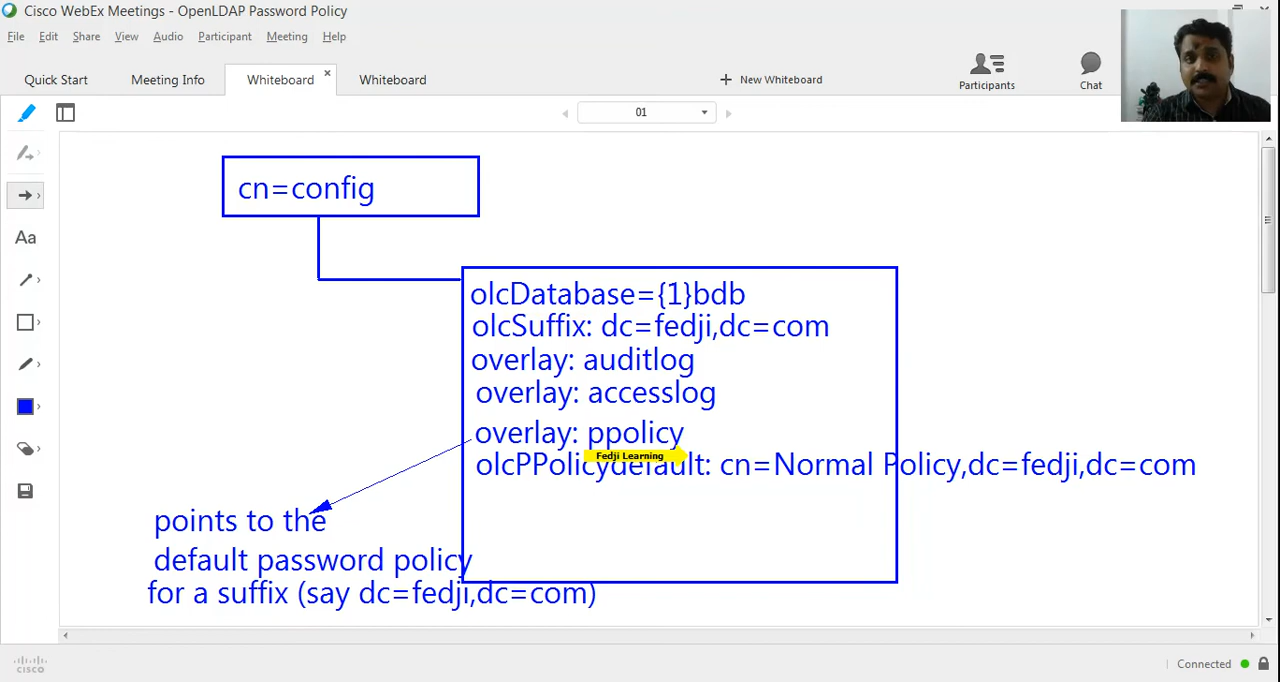 Cisco WebEx Meetings - OpenLDAP Password Policy
File Edit Share View Audio Participant Meeting Help
Quick Start Meeting Info Whiteboard × Whiteboard + New Whiteboard Participants Chat
01
Aa
cn=config
olcDatabase={1}bdb
olcSuffix: dc=fedji,dc=com
overlay: auditlog
overlay: accesslog
overlay: ppolicy
Fedji Learning
olcPPolicydefault: cn=Normal Policy,dc=fedji,dc=com
points to the
default password policy
for a suffix (say dc=fedji,dc=com)
cisco
Connected